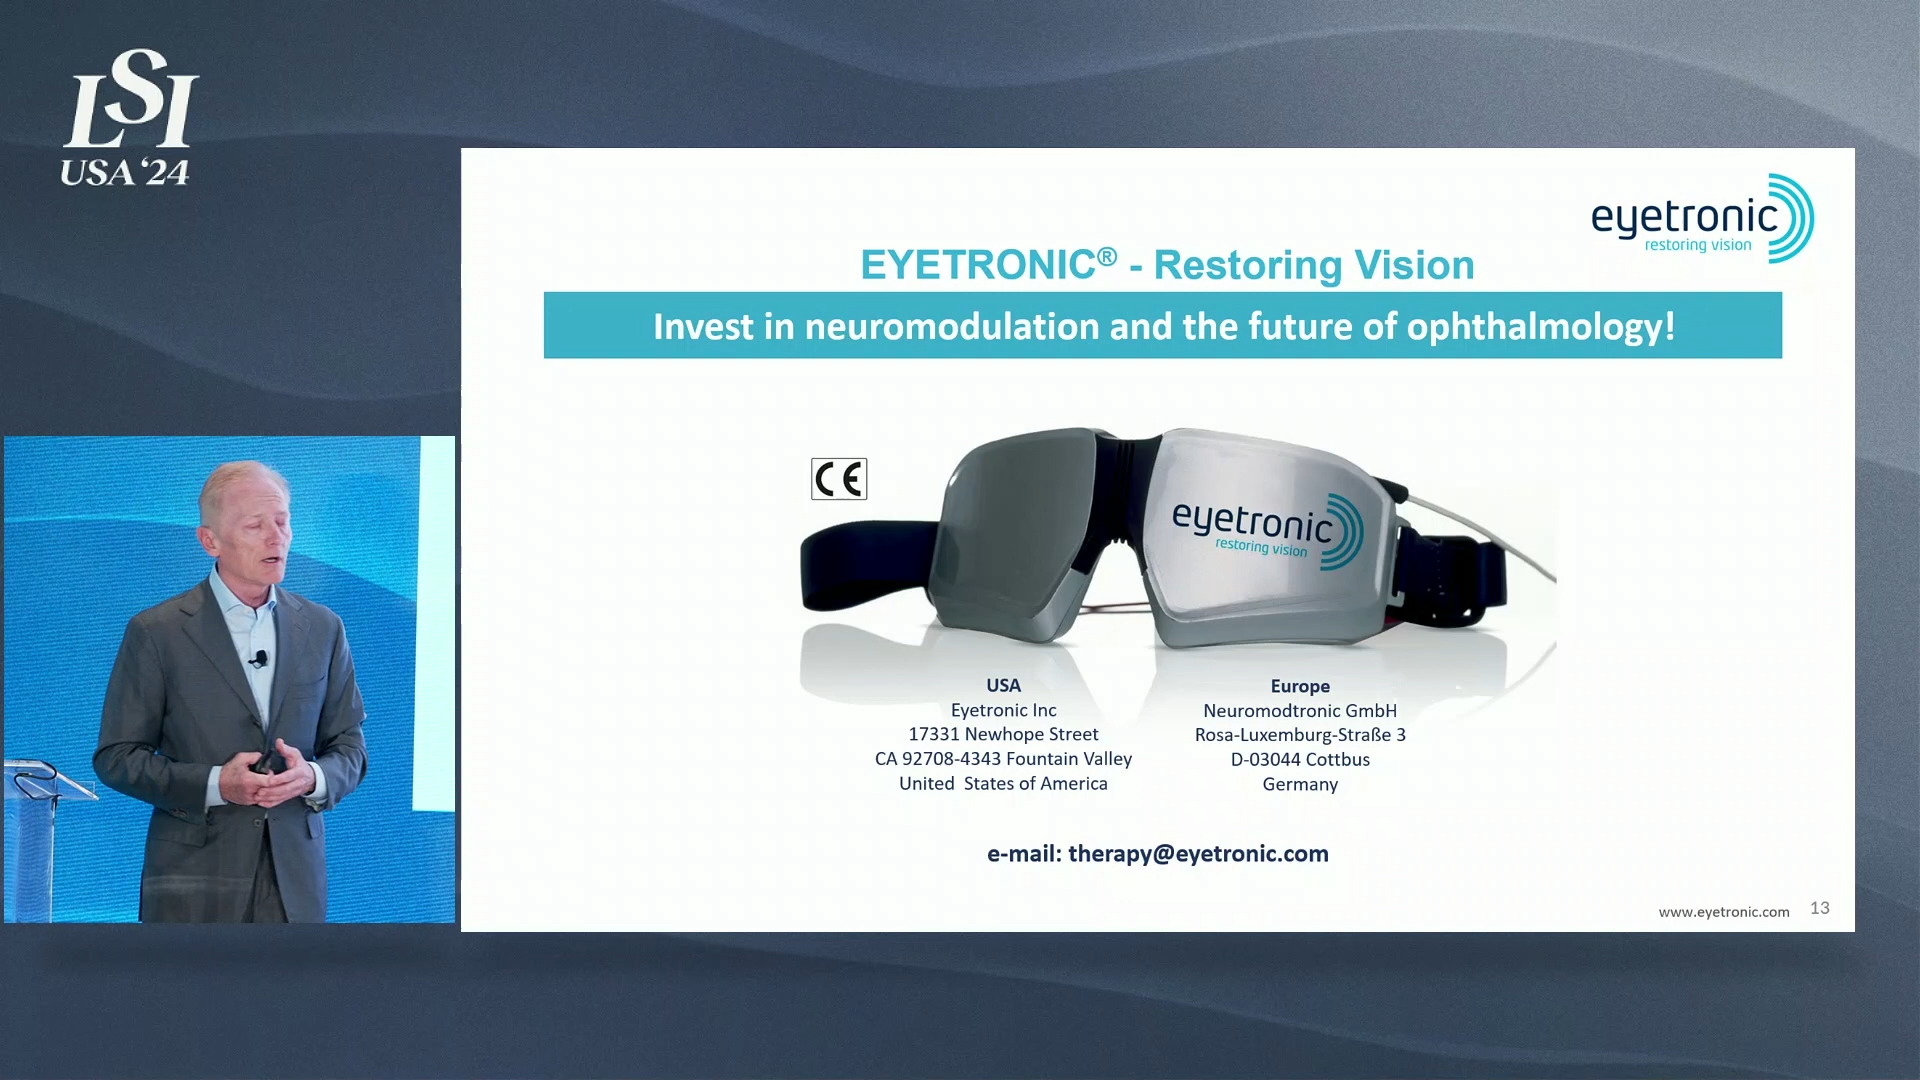 LSI
USA '24
eyetronic
restoring vision
EYETRONIC® - Restoring Vision
Invest in neuromodulation and the future of ophthalmology!
CE
eyetronic
restoring vision
USA
Eyetronic Inc
17331 Newhope Street
CA 92708-4343 Fountain Valley
United States of America
Europe
Neuromodtronic GmbH
Rosa-Luxemburg-Straße 3
D-03044 Cottbus
Germany
e-mail: therapy@eyetronic.com
www.eyetronic.com
13